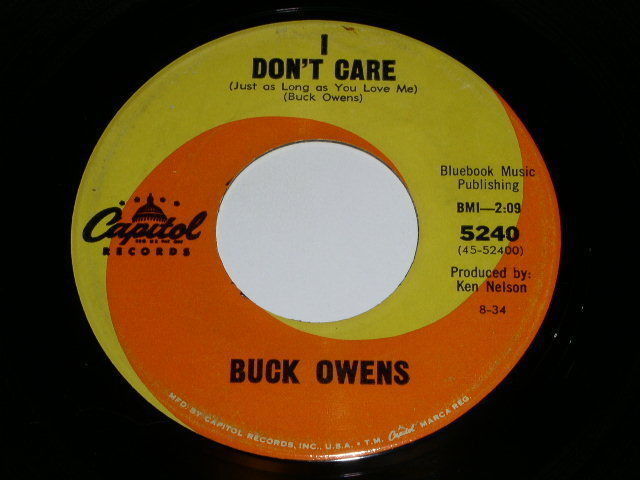 I
DON'T CARE
(Just as Long as You Love Me)
(Buck Owens)
Bluebook Music
Publishing
BMI—2:09
5240
(45-52400)
Produced by:
Ken Nelson
8-34
Capitol
RECORDS
BUCK OWENS
MFD. BY CAPITOL RECORDS, INC., U.S.A. • T.M. Capitol MARCA REG.